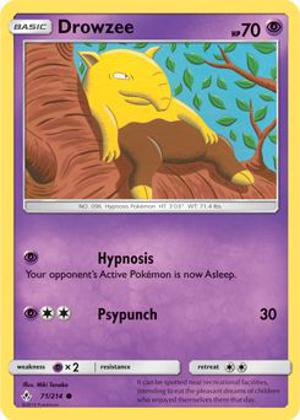 BASIC Drowzee HP70
NO. 096 Hypnosis Pokémon HT: 3'03" WT: 71.4 lbs.
Hypnosis
Your opponent's Active Pokémon is now Asleep.
Psypunch 30
weakness ×2 resistance retreat
Illus. Miki Tanaka
71/214
It can be spotted near recreational facilities,
intending to eat the pleasant dreams of children
who enjoyed themselves there.